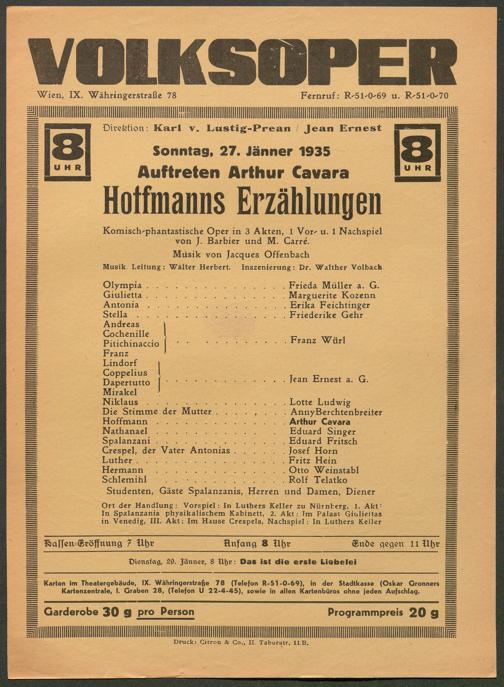 VOLKSOPER
Wien, IX. Währingerstraße 78 Fernruf: R-51-0-69 u. R-51-0-70
8 UHR
Direktion: Karl v. Lustig-Prean / Jean Ernest
8 UHR
Sonntag, 27. Jänner 1935
Auftreten Arthur Cavara
Hoffmanns Erzählungen
Komisch-phantastische Oper in 3 Akten, 1 Vor- u. 1 Nachspiel
von J. Barbier und M. Carré.
Musik von Jacques Offenbach
Musik Leitung: Walter Herbert. Inszenierung: Dr. Walther Volbach
Olympia . . . . . . . . . . . . . . Frieda Müller a. G.
Giulietta . . . . . . . . . . . . . . Marguerite Kozenn
Antonia . . . . . . . . . . . . . . Erika Feichtinger
Stella . . . . . . . . . . . . . . Friederike Gehr
Andreas
Cochenille
Pitichinaccio . . . . . . . . . . . . Franz Würl
Franz
Lindorf
Coppelius
Dapertutto . . . . . . . . . . . . Jean Ernest a. G.
Mirakel
Niklaus . . . . . . . . . . . . . . Lotte Ludwig
Die Stimme der Mutter . . . . . . . AnnyBerchtenbreiter
Hoffmann . . . . . . . . . . . . . Arthur Cavara
Nathanael . . . . . . . . . . . . . Eduard Singer
Spalanzani . . . . . . . . . . . . . Eduard Fritsch
Crespel, der Vater Antonias . . . . . Josef Horn
Luther . . . . . . . . . . . . . . Fritz Hein
Hermann . . . . . . . . . . . . . Otto Weinstabl
Schlemihl . . . . . . . . . . . . . Rolf Telatko
Studenten, Gäste Spalanzanis, Herren und Damen, Diener
Ort der Handlung: Vorspiel: In Luthers Keller zu Nürnberg, 1. Akt:
In Spalanzanis physikalischem Kabinett, 2. Akt: Im Palast Giuliettas
in Venedig, III. Akt: Im Hause Crespels, Nachspiel: In Luthers Keller
Kassen-Eröffnung 7 Uhr Anfang 8 Uhr Ende gegen 11 Uhr
Dienstag, 29. Jänner, 8 Uhr: Das ist die erste Liebelei
Karten im Theatergebäude, IX. Währingerstraße 78 (Telefon R-51-0-69), in der Stadtkasse (Oskar Gronners
Kartenzentrale, I. Graben 28, (Telefon U 22-4-45), sowie in allen Kartenbüros ohne jeden Aufschlag.
Garderobe 30 g pro Person Programmpreis 20 g
Druck: Citron & Co., II. Taborstr. 11 B.